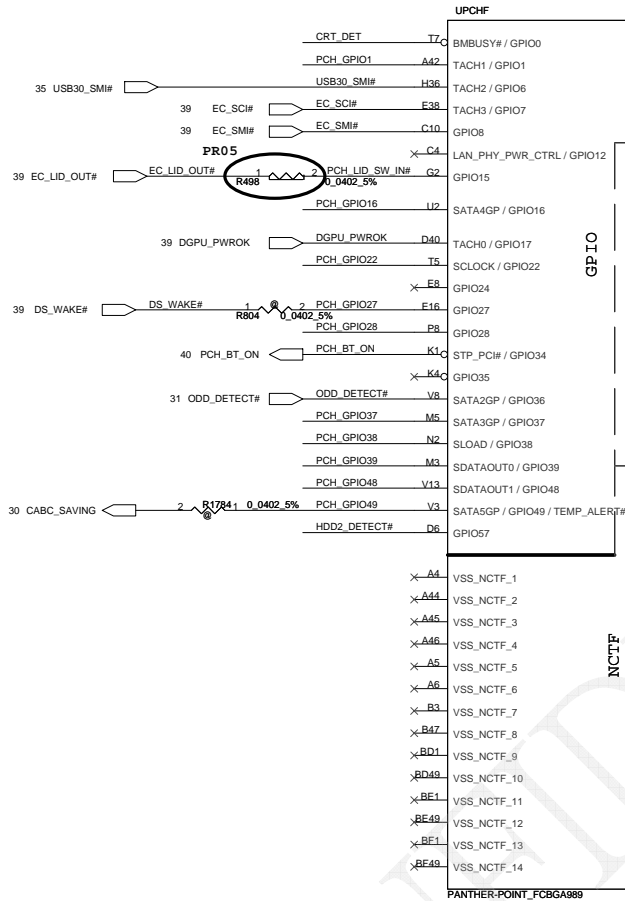 UPCHF
CRT_DET T7 BMBUSY# / GPIO0
PCH_GPIO1 A42 TACH1 / GPIO1
35 USB30_SMI# USB30_SMI# H36 TACH2 / GPIO6
39 EC_SCI# EC_SCI# E38 TACH3 / GPIO7
39 EC_SMI# EC_SMI# C10 GPIO8
PR05 C4 LAN_PHY_PWR_CTRL / GPIO12
39 EC_LID_OUT# EC_LID_OUT# 1 2 PCH_LID_SW_IN# G2 GPIO15
R498 0_0402_5%
PCH_GPIO16 U2 SATA4GP / GPIO16
39 DGPU_PWROK DGPU_PWROK D40 TACH0 / GPIO17
PCH_GPIO22 T5 SCLOCK / GPIO22
GPIO
E8 GPIO24
39 DS_WAKE# DS_WAKE# 1 @ 2 PCH_GPIO27 E16 GPIO27
R804 0_0402_5%
PCH_GPIO28 P8 GPIO28
40 PCH_BT_ON PCH_BT_ON K1 STP_PCI# / GPIO34
K4 GPIO35
31 ODD_DETECT# ODD_DETECT# V8 SATA2GP / GPIO36
PCH_GPIO37 M5 SATA3GP / GPIO37
PCH_GPIO38 N2 SLOAD / GPIO38
PCH_GPIO39 M3 SDATAOUT0 / GPIO39
PCH_GPIO48 V13 SDATAOUT1 / GPIO48
30 CABC_SAVING 2 R1784 1 0_0402_5% PCH_GPIO49 V3 SATA5GP / GPIO49 / TEMP_ALERT#
@
HDD2_DETECT# D6 GPIO57
A4 VSS_NCTF_1
A44 VSS_NCTF_2
A45 VSS_NCTF_3
A46 VSS_NCTF_4
NCTF
A5 VSS_NCTF_5
A6 VSS_NCTF_6
B3 VSS_NCTF_7
B47 VSS_NCTF_8
BD1 VSS_NCTF_9
BD49 VSS_NCTF_10
BE1 VSS_NCTF_11
BE49 VSS_NCTF_12
BF1 VSS_NCTF_13
BF49 VSS_NCTF_14
PANTHER-POINT_FCBGA989